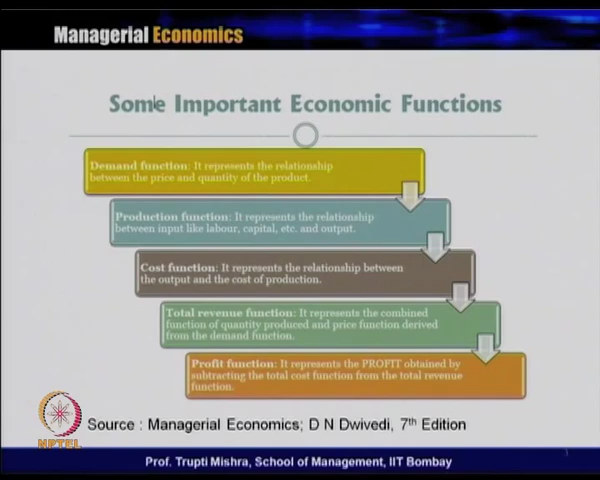 Managerial Economics
Some Important Economic Functions
Demand function: It represents the relationship
between the price and quantity of the product.
Production function: It represents the relationship
between input like labour, capital, etc. and output.
Cost function: It represents the relationship between
the output and the cost of production.
Total revenue function: It represents the combined
function of quantity produced and price function derived
from the demand function.
Profit function: It represents the PROFIT obtained by
subtracting the total cost function from the total revenue
function.
Source : Managerial Economics; D N Dwivedi, 7th Edition
NPTEL
Prof. Trupti Mishra, School of Management, IIT Bombay
1